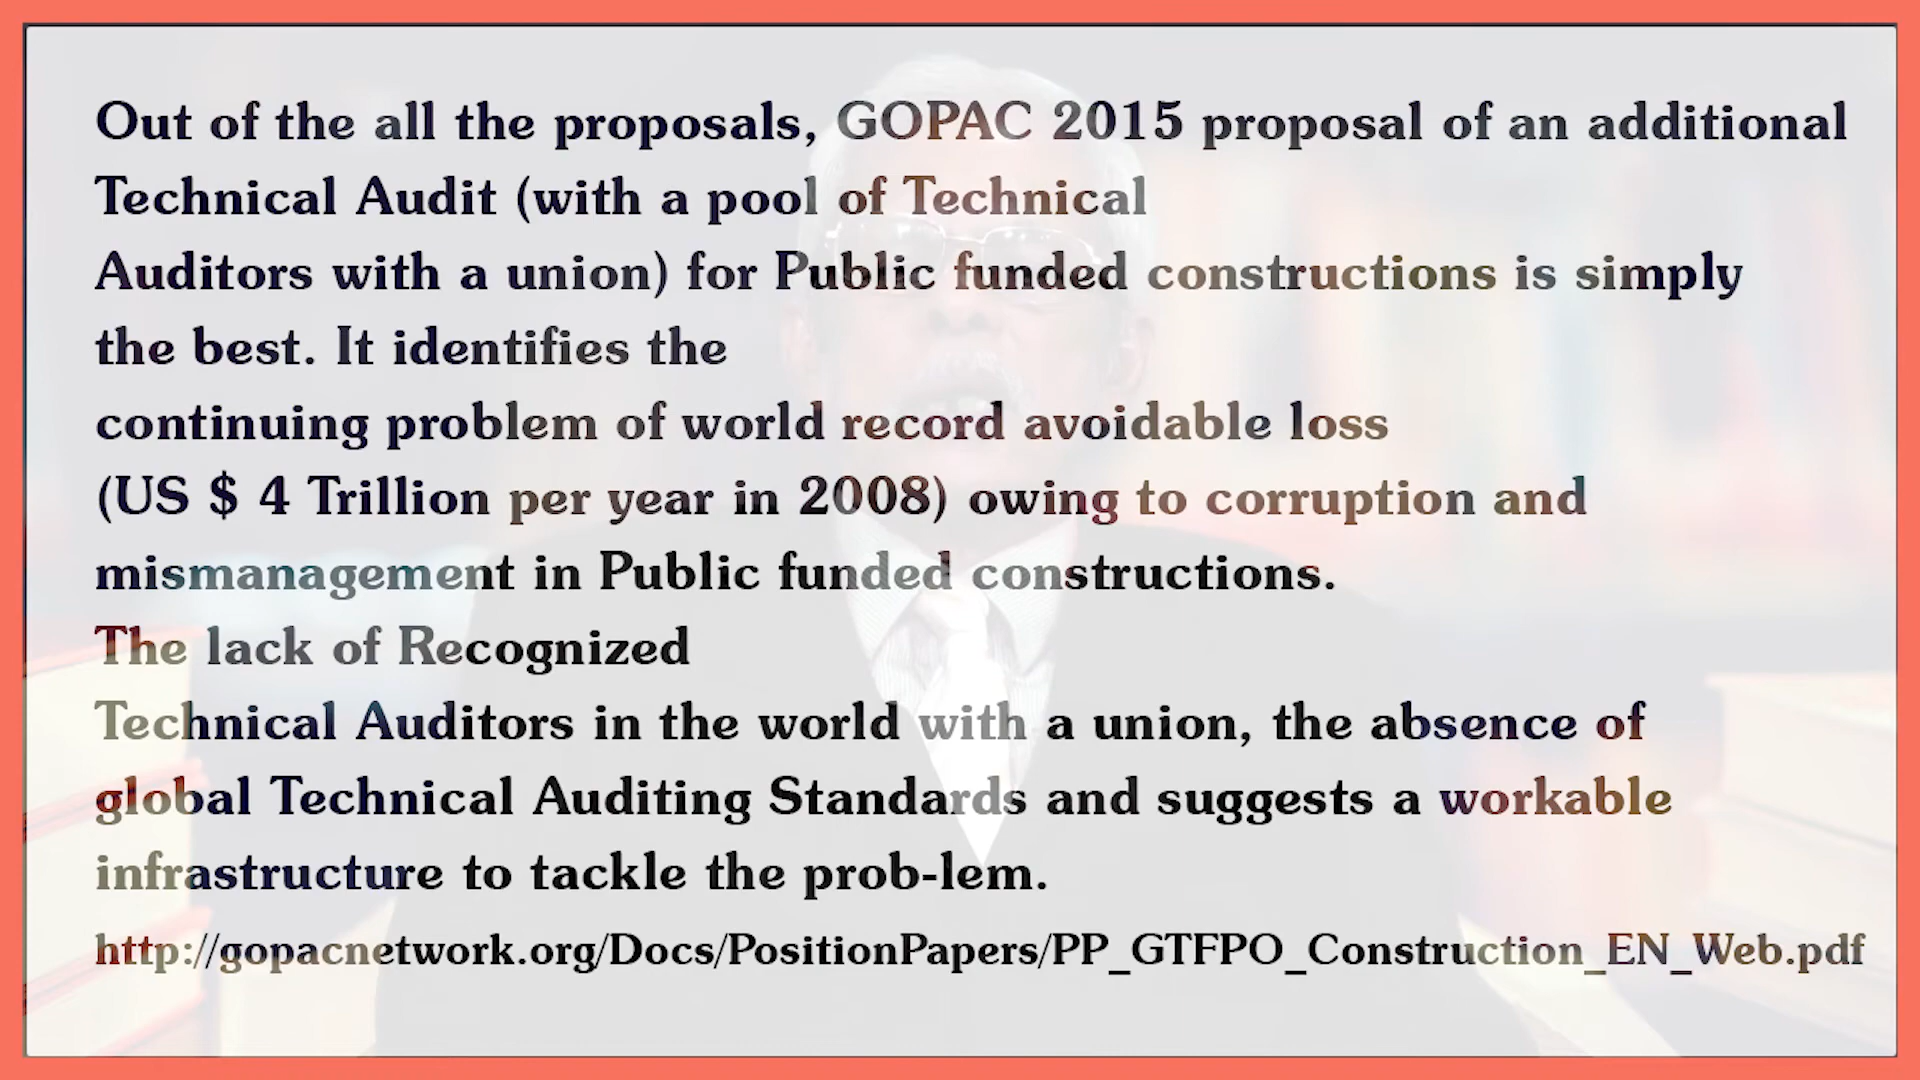 Out of the all the proposals, GOPAC 2015 proposal of an additional
Technical Audit (with a pool of Technical
Auditors with a union) for Public funded constructions is simply
the best. It identifies the
continuing problem of world record avoidable loss
(US $ 4 Trillion per year in 2008) owing to corruption and
mismanagement in Public funded constructions.
The lack of Recognized
Technical Auditors in the world with a union, the absence of
global Technical Auditing Standards and suggests a workable
infrastructure to tackle the prob-lem.
http://gopacnetwork.org/Docs/PositionPapers/PP_GTFPO_Construction_EN_Web.pdf